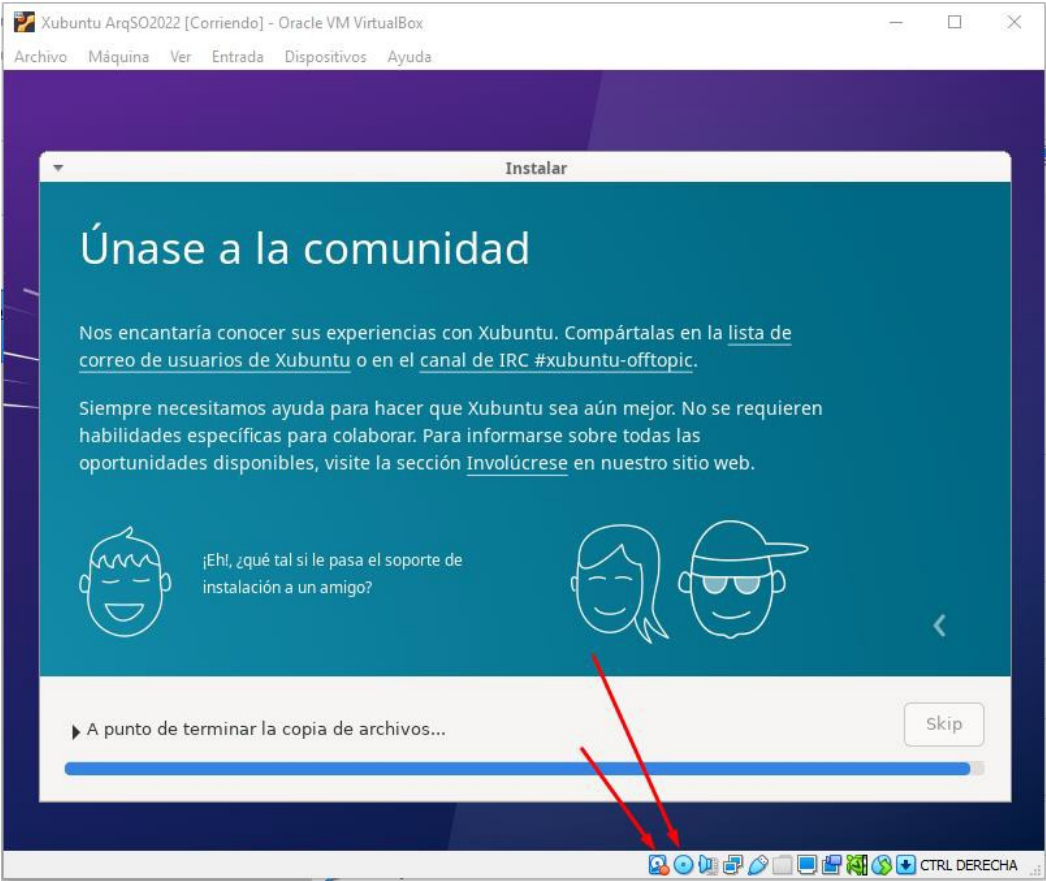 Xubuntu ArqSO2022 [Corriendo] - Oracle VM VirtualBox
Archivo Máquina Ver Entrada Dispositivos Ayuda
Instalar
Únase a la comunidad
Nos encantaría conocer sus experiencias con Xubuntu. Compártalas en la lista de
correo de usuarios de Xubuntu o en el canal de IRC #xubuntu-offtopic.
Siempre necesitamos ayuda para hacer que Xubuntu sea aún mejor. No se requieren
habilidades específicas para colaborar. Para informarse sobre todas las
oportunidades disponibles, visite la sección Involúcrese en nuestro sitio web.
¡Eh!, ¿qué tal si le pasa el soporte de
instalación a un amigo?
A punto de terminar la copia de archivos...
Skip
CTRL DERECHA